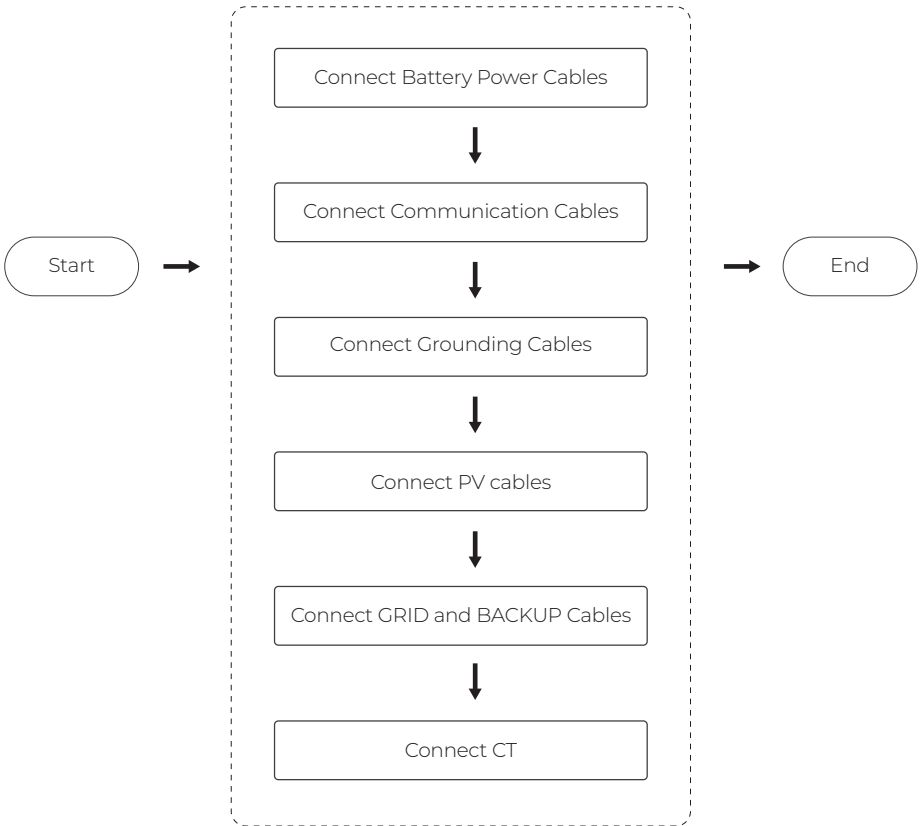 Connect Battery Power Cables
Connect Communication Cables
Start
End
Connect Grounding Cables
Connect PV cables
Connect GRID and BACKUP Cables
Connect CT